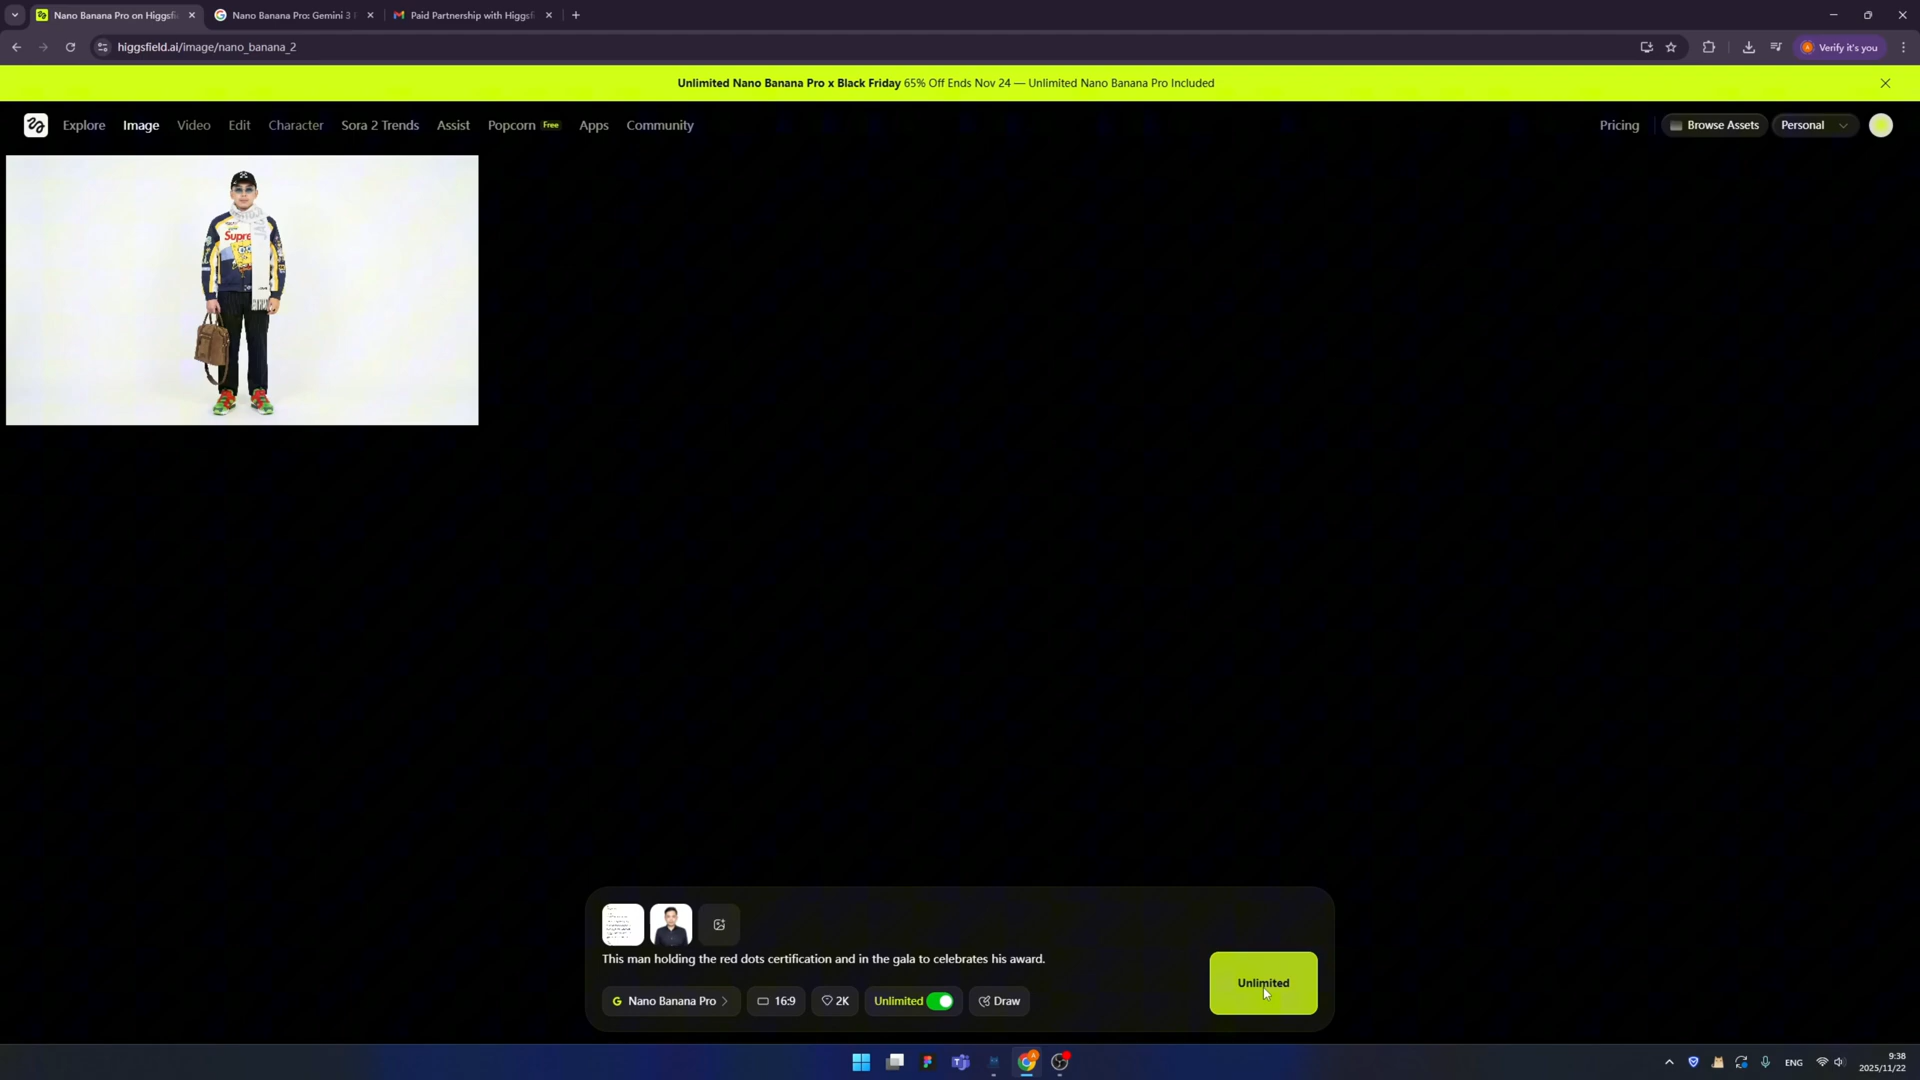 Nano Banana Pro on Higgsfi
Nano Banana Pro: Gemini 3
Paid Partnership with Higgsf
higgsfield.ai/image/nano_banana_2
Verify it's you
Unlimited Nano Banana Pro x Black Friday 65% Off Ends Nov 24 — Unlimited Nano Banana Pro Included
Explore Image Video Edit Character Sora 2 Trends Assist Popcorn Free Apps Community
Pricing Browse Assets Personal
Supre
This man holding the red dots certification and in the gala to celebrates his award.
Unlimited
G Nano Banana Pro 16:9 2K Unlimited Draw
ENG
9:38
2025/11/22